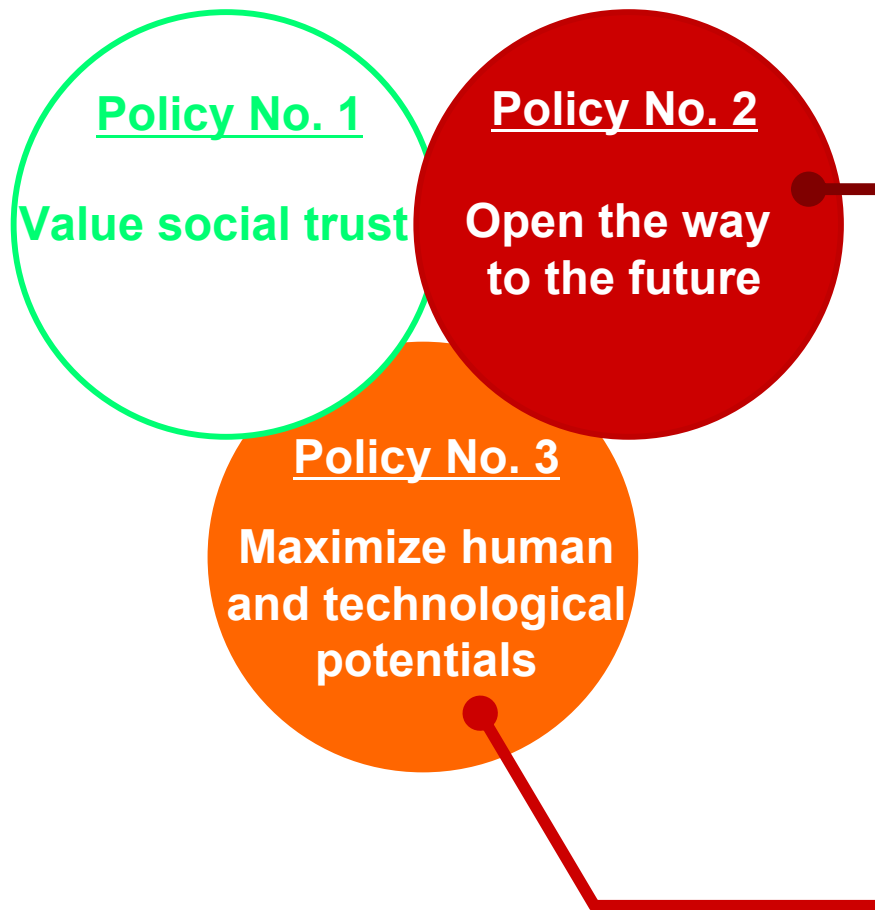 Policy No. 1
Value social trust
Policy No. 2
Open the way
to the future
Policy No. 3
Maximize human
and technological
potentials